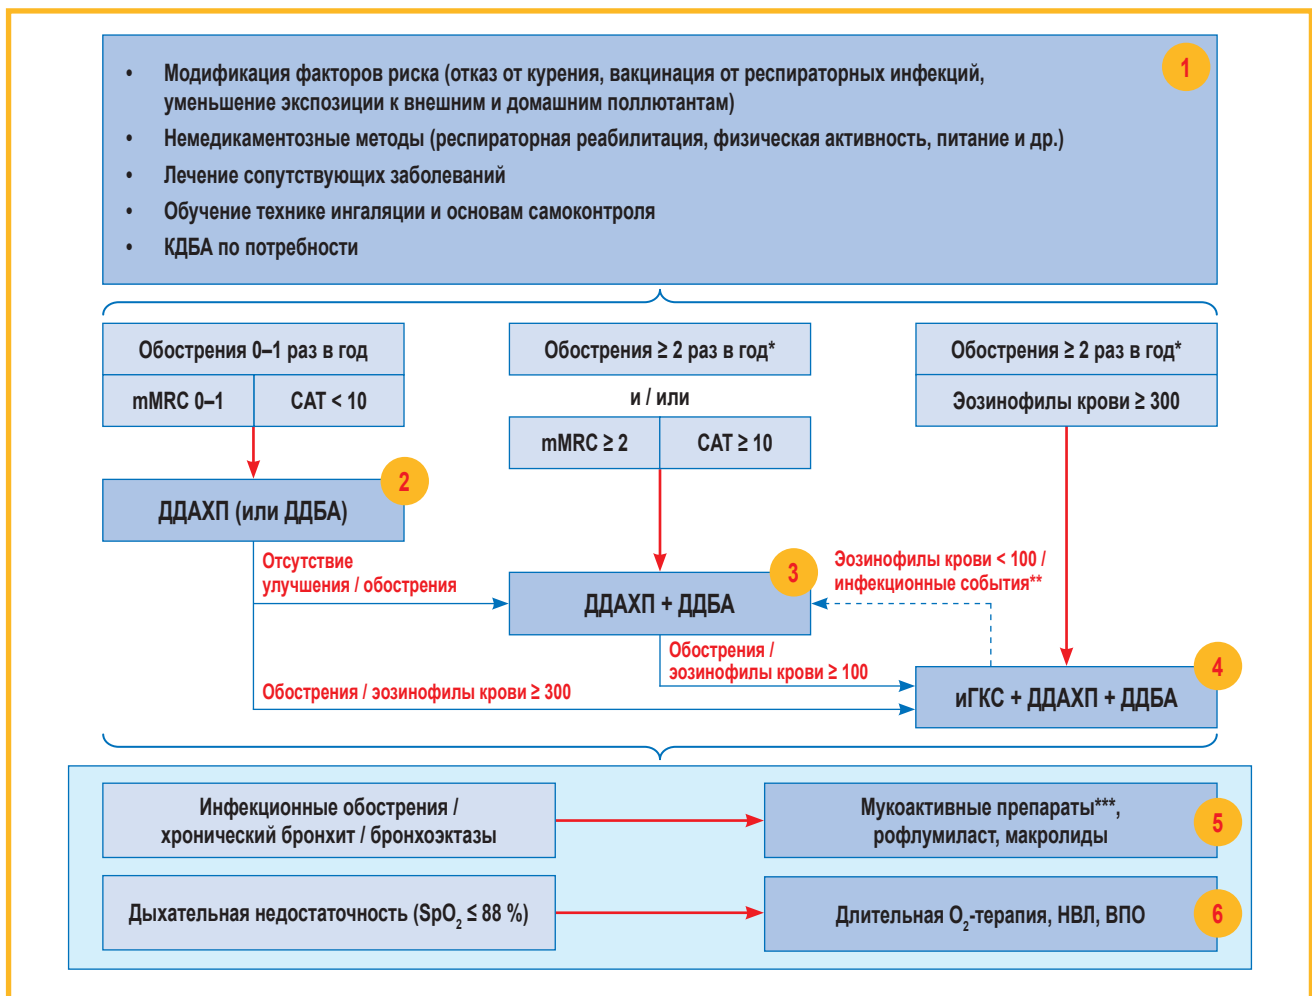 • Модификация факторов риска (отказ от курения, вакцинация от респираторных инфекций,
уменьшение экспозиции к внешним и домашним поллютантам)
• Немедикаментозные методы (респираторная реабилитация, физическая активность, питание и др.)
• Лечение сопутствующих заболеваний
• Обучение технике ингаляции и основам самоконтроля
• КДБА по потребности
1
Обострения 0–1 раз в год
mMRC 0–1
CAT < 10
Обострения ≥ 2 раз в год*
и / или
mMRC ≥ 2
CAT ≥ 10
Обострения ≥ 2 раз в год*
Эозинофилы крови ≥ 300
2
ДДАХП (или ДДБА)
Отсутствие
улучшения / обострения
3
ДДАХП + ДДБА
Эозинофилы крови < 100 /
инфекционные события**
Обострения /
эозинофилы крови ≥ 100
Обострения / эозинофилы крови ≥ 300
4
иГКС + ДДАХП + ДДБА
Инфекционные обострения /
хронический бронхит / бронхоэктазы
Мукоактивные препараты***,
рофлумиласт, макролиды
5
Дыхательная недостаточность (SpO₂ ≤ 88 %)
Длительная O₂-терапия, НВЛ, ВПО
6